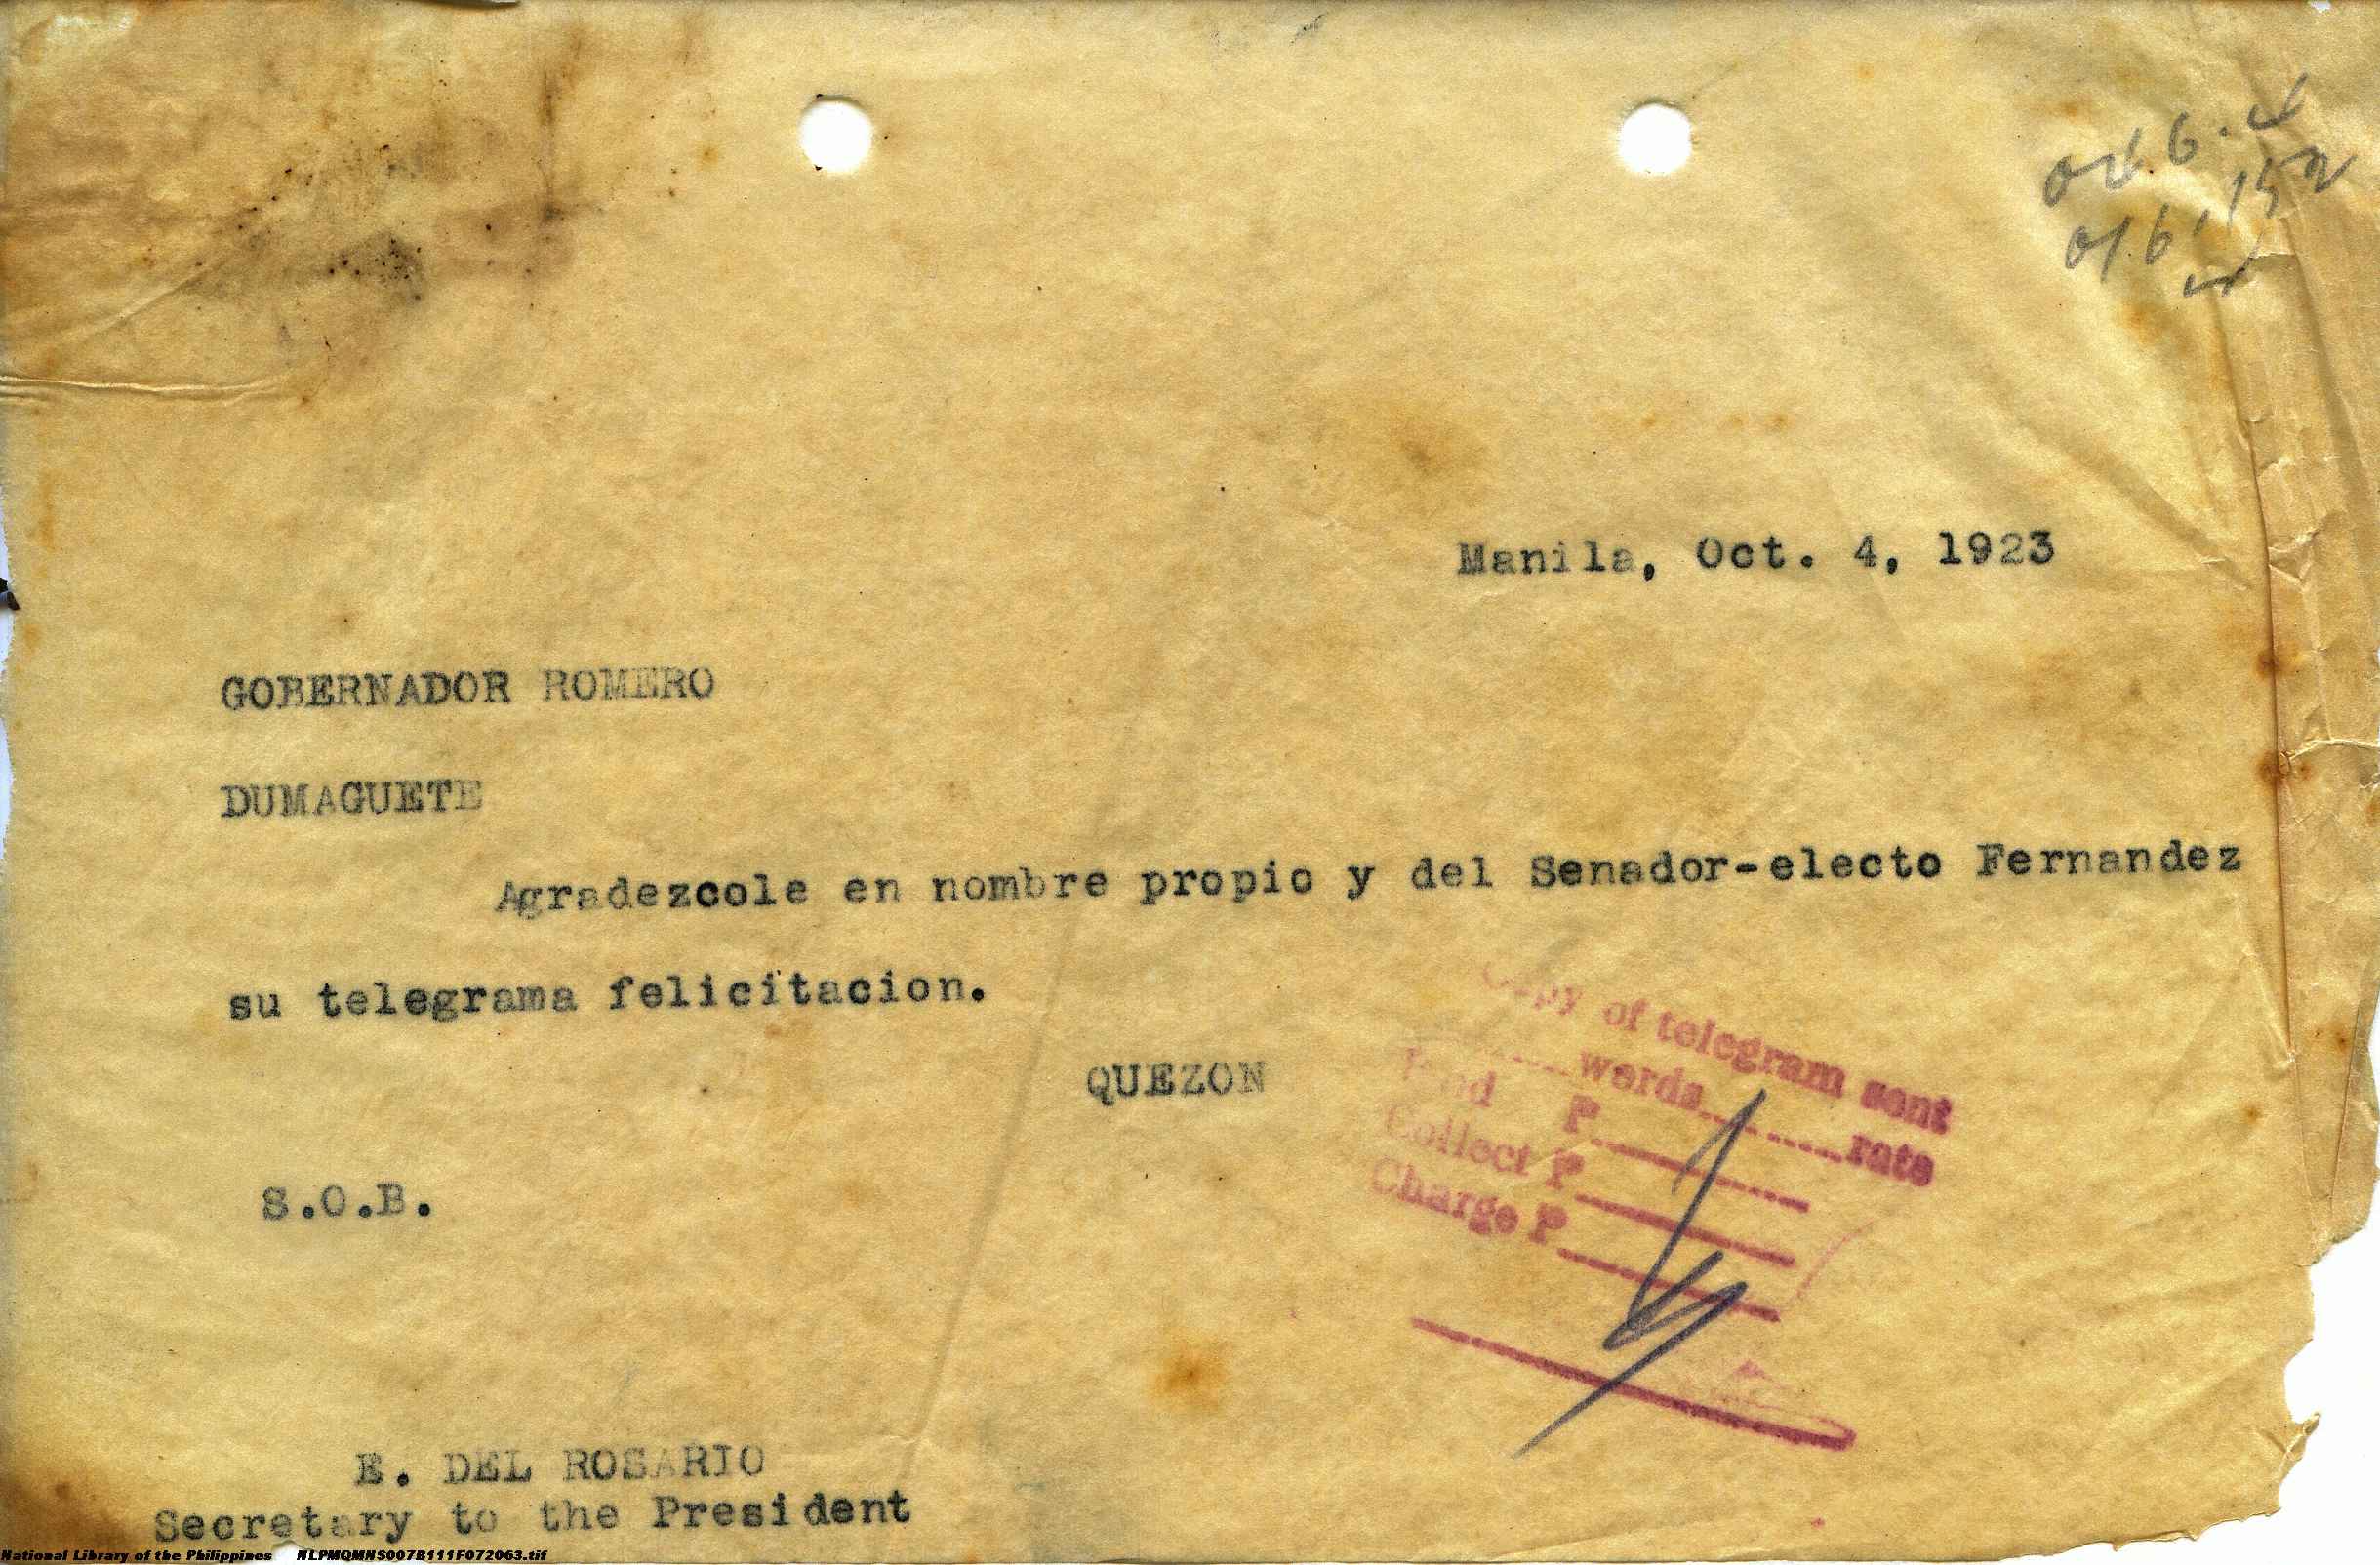 Manila, Oct. 4, 1923
GOBERNADOR ROMERO
DUMAGUETE
Agradezcole en nombre propio y del Senador-electo Fernandez
su telegrama felicitacion.
QUEZON
Copy of telegram sent
words rate
P
Collect P
Charge P
S.O.B.
E. DEL ROSARIO
Secretary to the President
National Library of the Philippines NLPMQMNS007B111F072063.tif